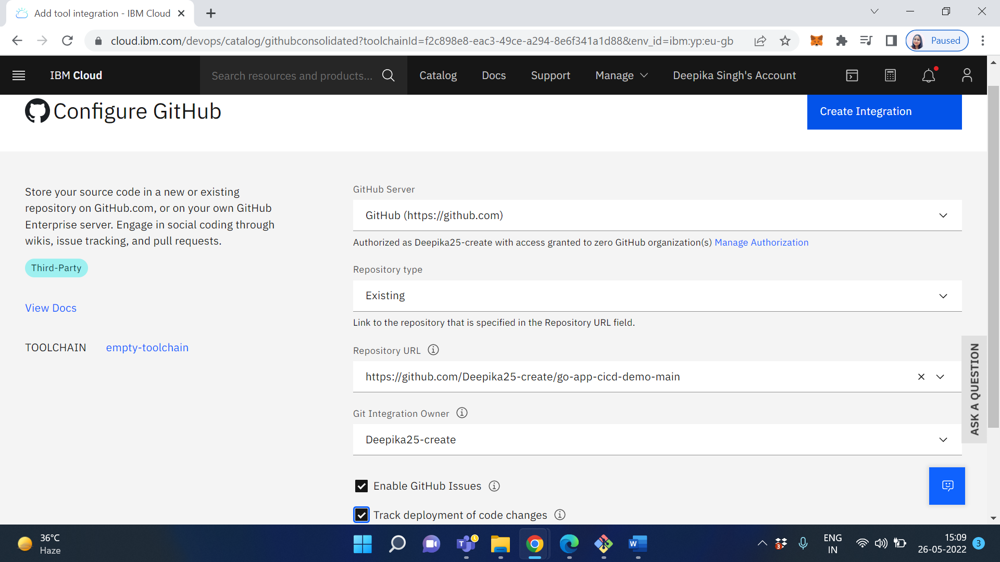 Add tool integration - IBM Cloud
cloud.ibm.com/devops/catalog/githubconsolidated?toolchainId=f2c898e8-eac3-49ce-a294-8e6f341a1d88&env_id=ibm:yp:eu-gb
Paused
IBM Cloud
Search resources and products...
Catalog
Docs
Support
Manage
Deepika Singh's Account
Configure GitHub
Create Integration
Store your source code in a new or existing
repository on GitHub.com, or on your own GitHub
Enterprise server. Engage in social coding through
wikis, issue tracking, and pull requests.
Third-Party
View Docs
TOOLCHAIN empty-toolchain
GitHub Server
GitHub (https://github.com)
Authorized as Deepika25-create with access granted to zero GitHub organization(s) Manage Authorization
Repository type
Existing
Link to the repository that is specified in the Repository URL field.
Repository URL
https://github.com/Deepika25-create/go-app-cicd-demo-main
Git Integration Owner
Deepika25-create
Enable GitHub Issues
Track deployment of code changes
ASK A QUESTION
36°C
Haze
T
W
3
ENG
IN
15:09
26-05-2022
3